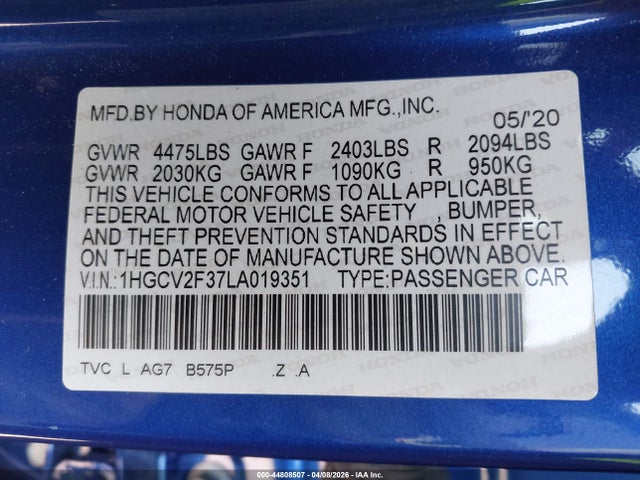 MFD.BY HONDA OF AMERICA MFG.,INC. 05/'20
GVWR 4475LBS GAWR F 2403LBS R 2094LBS
GVWR 2030KG GAWR F 1090KG R 950KG
THIS VEHICLE CONFORMS TO ALL APPLICABLE
FEDERAL MOTOR VEHICLE SAFETY , BUMPER,
AND THEFT PREVENTION STANDARDS IN EFFECT
ON THE DATE OF MANUFACTURE SHOWN ABOVE.
V.I.N.:1HGCV2F37LA019351 TYPE:PASSENGER CAR
TVC L AG7 B575P .Z .A
000-44808507 - 04/08/2026 - IAA Inc.